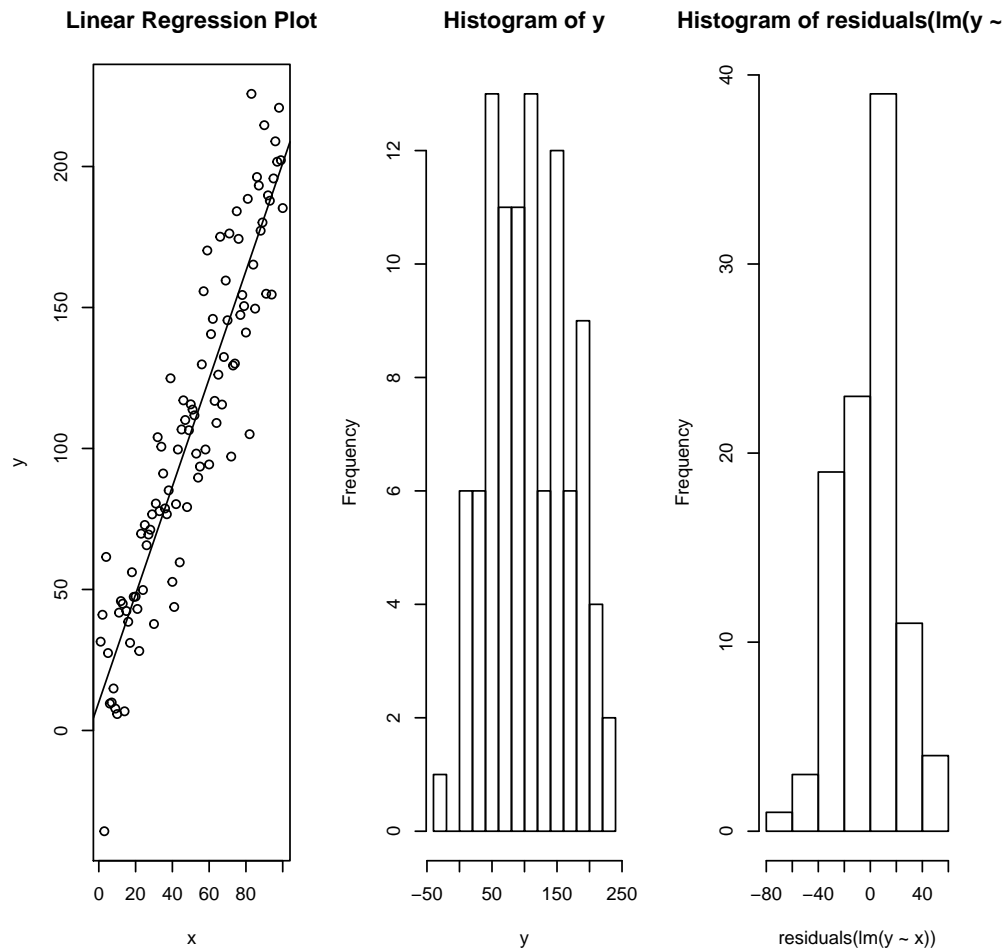 Linear Regression Plot
y
200
150
100
50
0
0 20 40 60 80
x
Histogram of y
Frequency
12
10
8
6
4
2
0
−50 50 150 250
y
Histogram of residuals(lm(y ~
Frequency
40
30
20
10
0
−80 −40 0 40
residuals(lm(y ~ x))